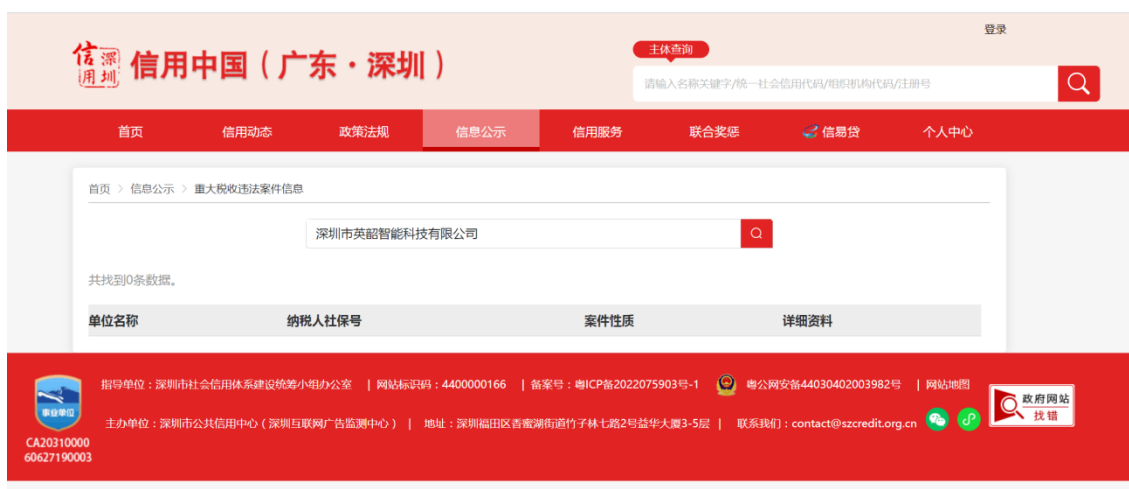 登录
信用 深圳 信用中国（广东·深圳）
主体查询
请输入名称关键字/统一社会信用代码/组织机构代码/注册号
首页 信用动态 政策法规 信息公示 信用服务 联合奖惩 信易贷 个人中心
首页 > 信息公示 > 重大税收违法案件信息
深圳市英韶智能科技有限公司
共找到0条数据。
单位名称 纳税人社保号 案件性质 详细资料
指导单位：深圳市社会信用体系建设统筹小组办公室 | 网站标识码：4400000166 | 备案号：粤ICP备2022075903号-1 粤公网安备44030402003982号 | 网站地图
主办单位：深圳市公共信用中心（深圳互联网广告监测中心） | 地址：深圳福田区香蜜湖街道竹子林七路2号益华大厦3-5层 | 联系我们：contact@szcredit.org.cn
事业单位
CA20310000
60627190003
政府网站
找错